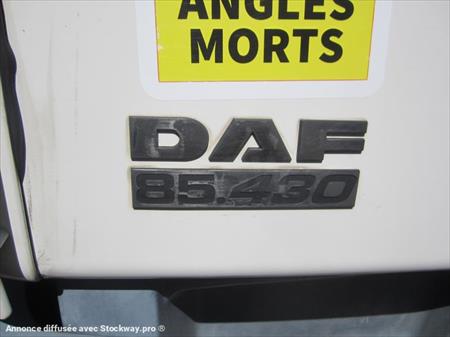 ANGLES
MORTS
DAF
85.430
Annonce diffusée avec Stockway.pro ®